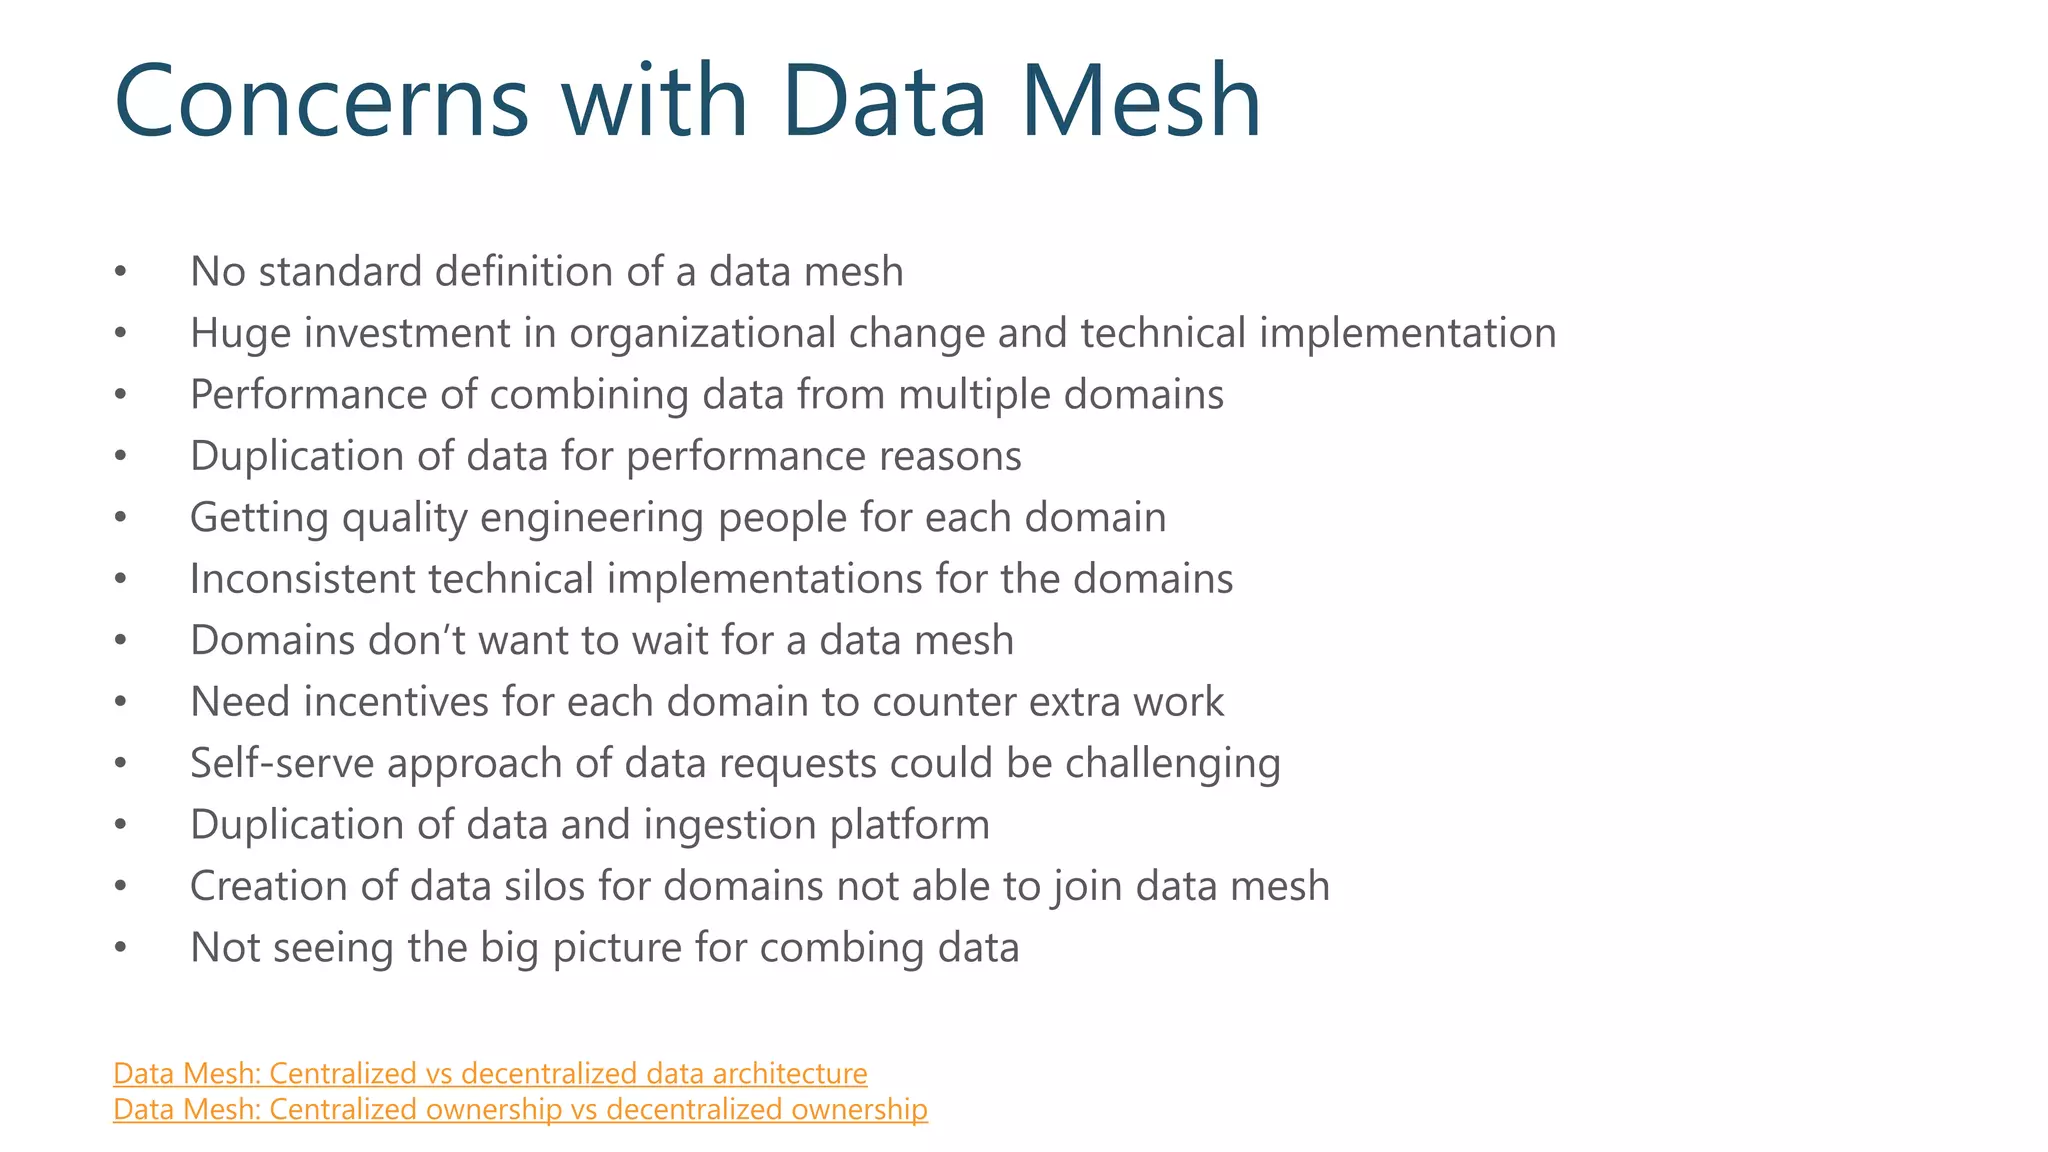 Concerns with Data Mesh
• No standard definition of a data mesh
• Huge investment in organizational change and technical implementation
• Performance of combining data from multiple domains
• Duplication of data for performance reasons
• Getting quality engineering people for each domain
• Inconsistent technical implementations for the domains
• Domains don’t want to wait for a data mesh
• Need incentives for each domain to counter extra work
• Self-serve approach of data requests could be challenging
• Duplication of data and ingestion platform
• Creation of data silos for domains not able to join data mesh
• Not seeing the big picture for combing data
Data Mesh: Centralized vs decentralized data architecture
Data Mesh: Centralized ownership vs decentralized ownership